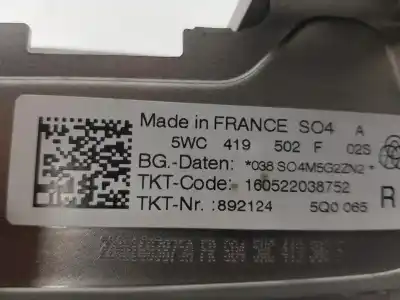 Made in FRANCE SO4 A
5WC 419 502 F 02S
BG.-Daten: *038 SO4M5G2ZN2 *
TKT-Code: 160522038752
TKT-Nr.:892124 5Q0 065 R